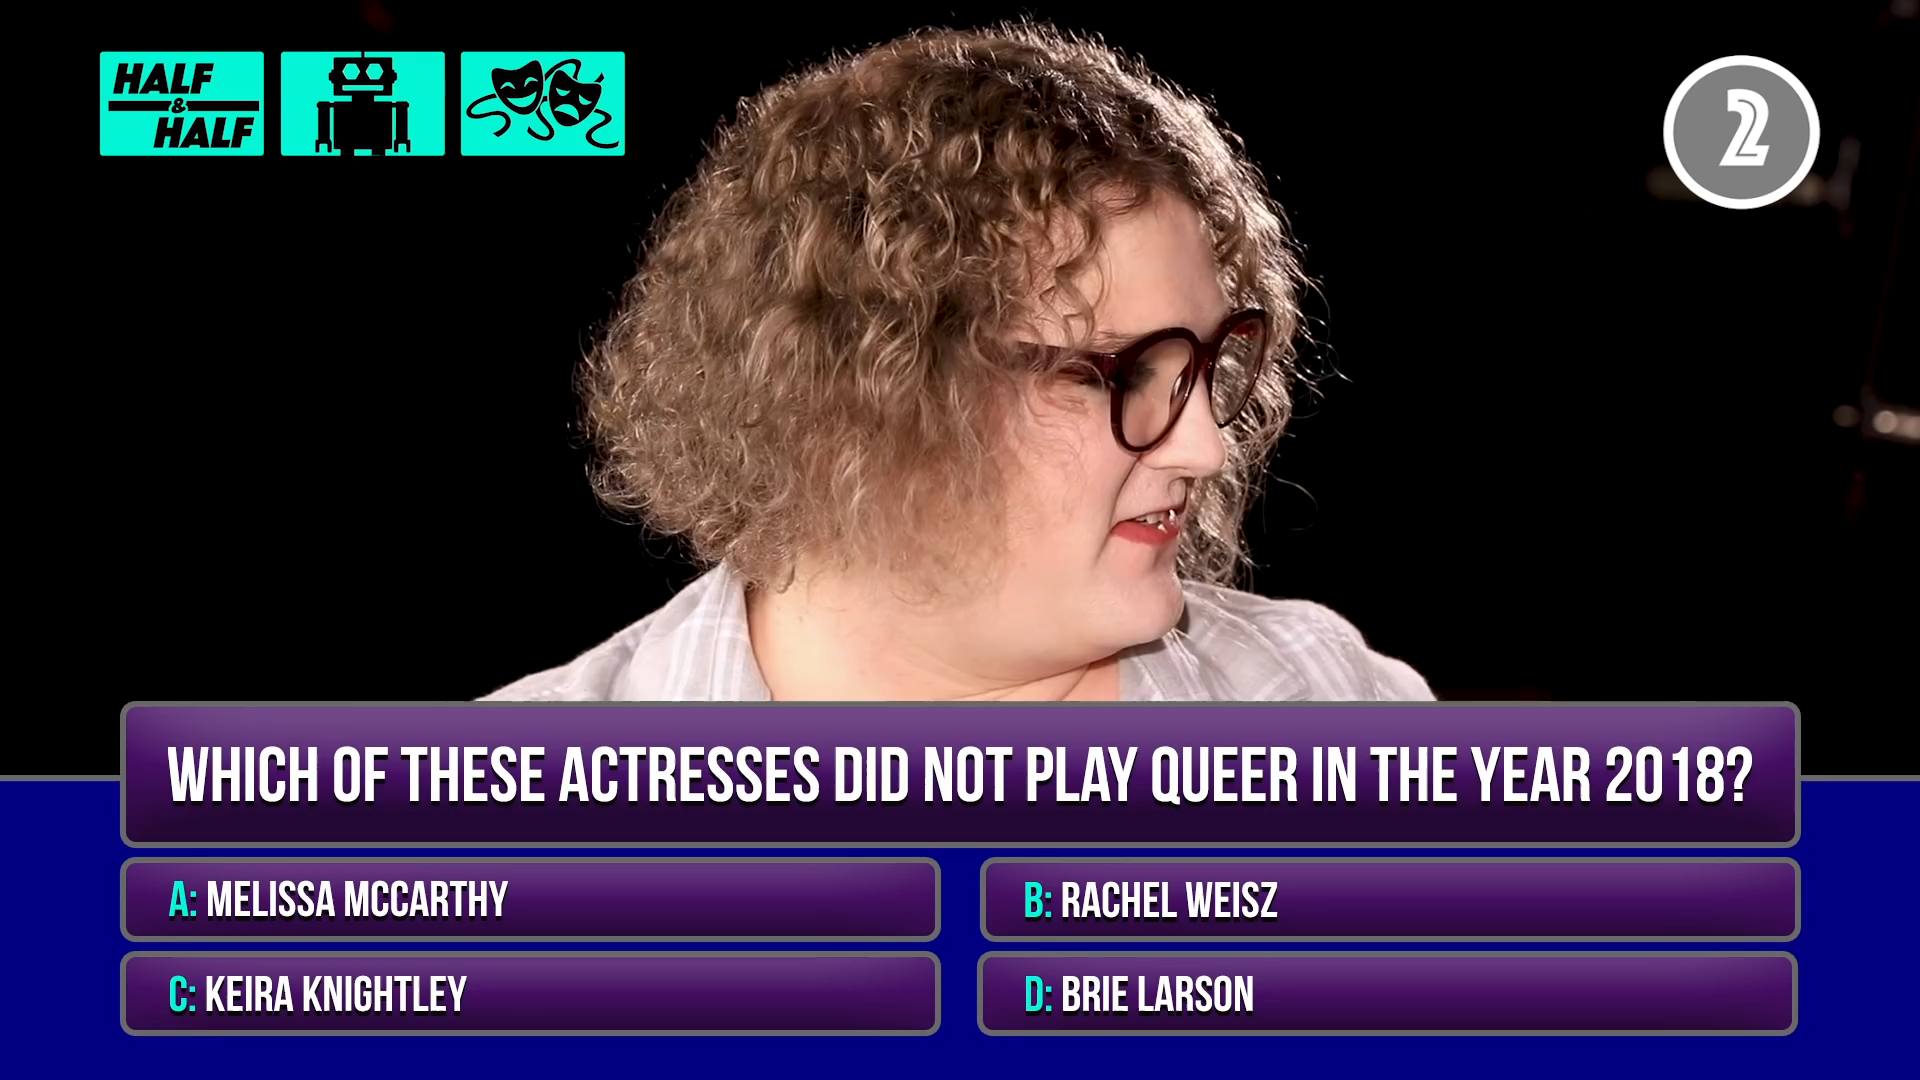 HALF
&
HALF
2
WHICH OF THESE ACTRESSES DID NOT PLAY QUEER IN THE YEAR 2018?
A: MELISSA MCCARTHY
B: RACHEL WEISZ
C: KEIRA KNIGHTLEY
D: BRIE LARSON